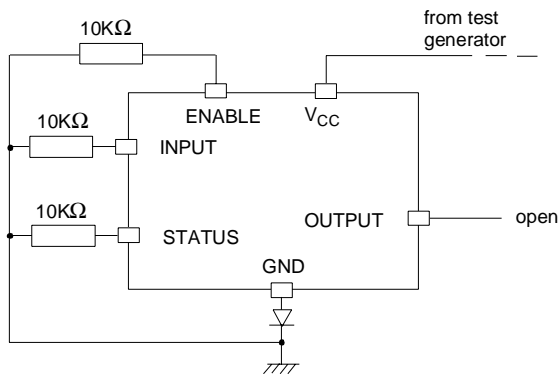 from test
generator
10KΩ
ENABLE
VCC
10KΩ
INPUT
10KΩ
STATUS
OUTPUT
open
GND